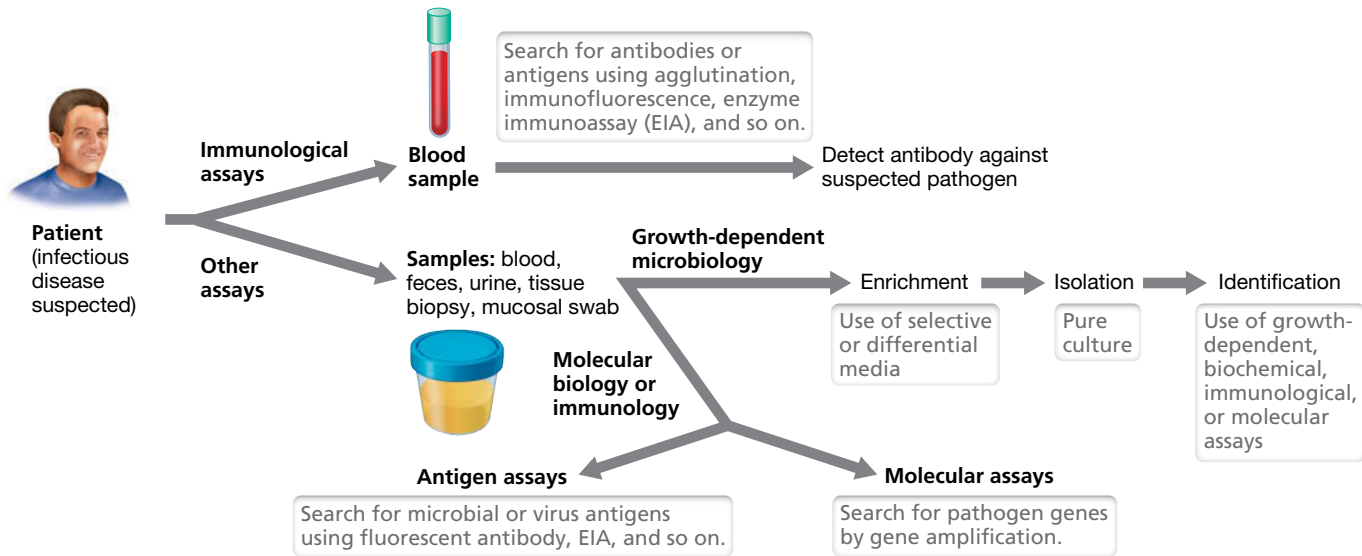 Search for antibodies or
antigens using agglutination,
immunofluorescence, enzyme
immunoassay (EIA), and so on.
Immunological
assays
Blood
sample
Detect antibody against
suspected pathogen
Patient
(infectious
disease
suspected)
Other
assays
Samples: blood,
feces, urine, tissue
biopsy, mucosal swab
Growth-dependent
microbiology
Enrichment
Use of selective
or differential
media
Isolation
Pure
culture
Identification
Use of growth-
dependent,
biochemical,
immunological,
or molecular
assays
Molecular
biology or
immunology
Antigen assays
Search for microbial or virus antigens
using fluorescent antibody, EIA, and so on.
Molecular assays
Search for pathogen genes
by gene amplification.